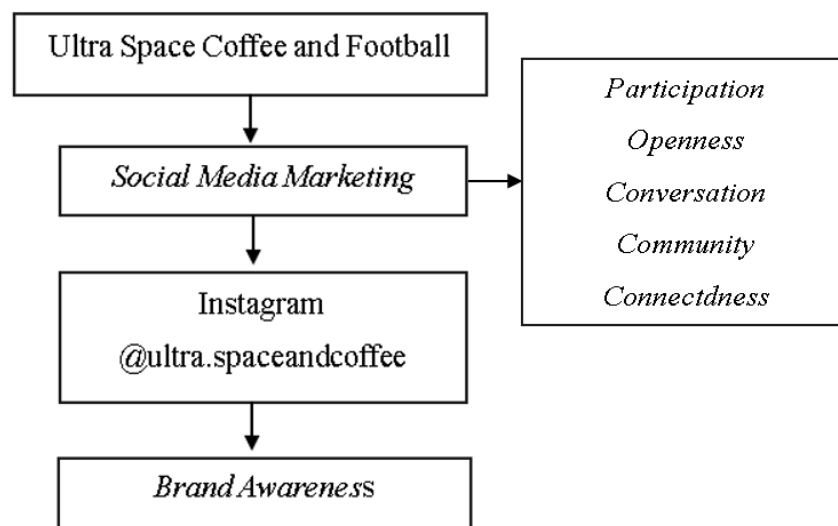 Ultra Space Coffee and Football
Social Media Marketing
Instagram
@ultra.spaceandcoffee
Brand Awareness
Participation
Openness
Conversation
Community
Connectdness